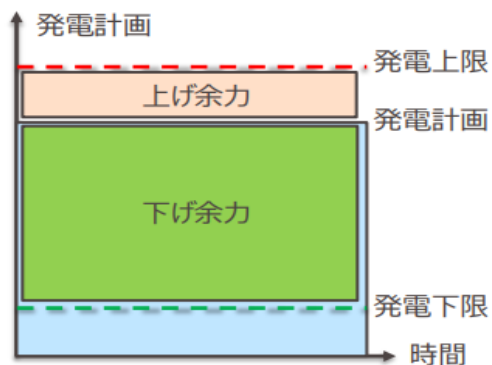 発電計画
発電上限
上げ余力
発電計画
下げ余力
発電下限
時間